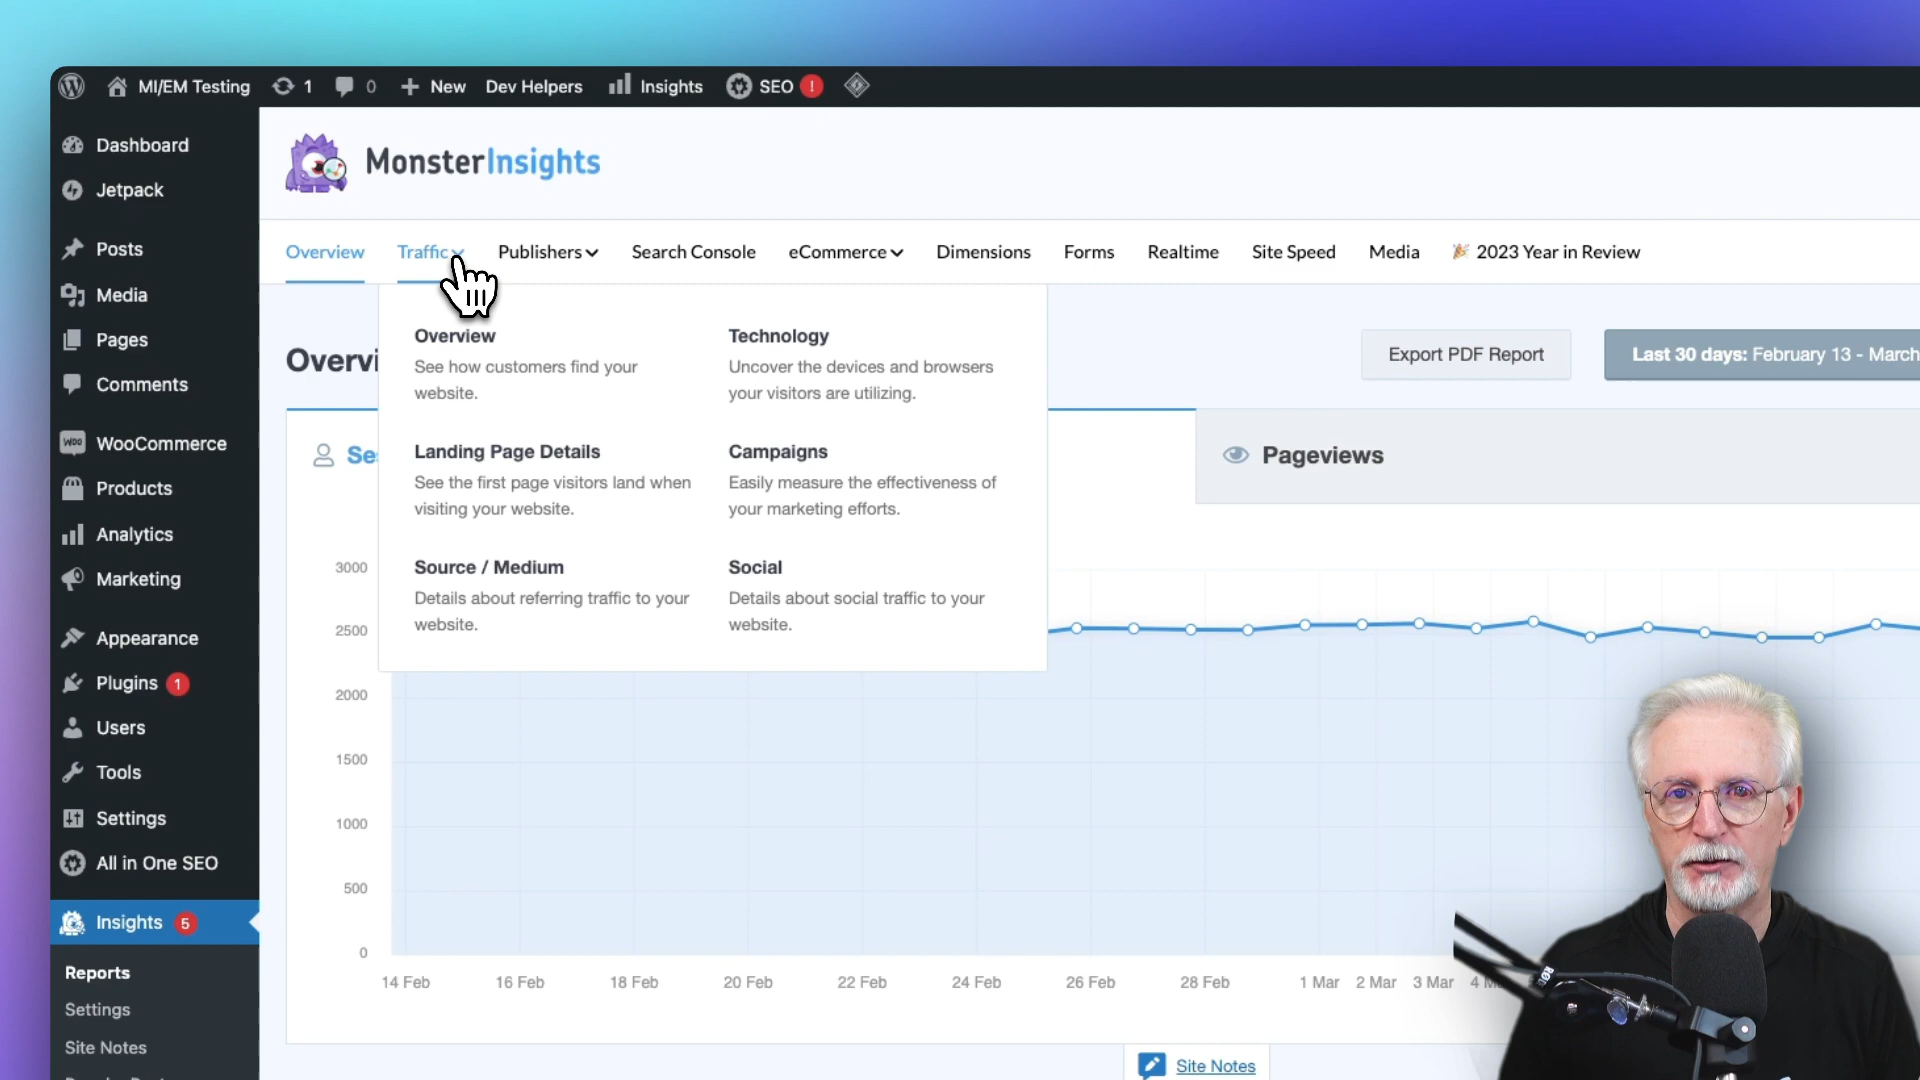 MI/EM Testing 1 0 New Dev Helpers Insights SEO !
Dashboard
Jetpack
Posts
Media
Pages
Comments
WooCommerce
Products
Analytics
Marketing
Appearance
Plugins 1
Users
Tools
Settings
All in One SEO
Insights 5
Reports
Settings
Site Notes
MonsterInsights
Overview Traffic Publishers Search Console eCommerce Dimensions Forms Realtime Site Speed Media 2023 Year in Review
Overview
See how customers find your
website.
Technology
Uncover the devices and browsers
your visitors are utilizing.
Landing Page Details
See the first page visitors land when
visiting your website.
Campaigns
Easily measure the effectiveness of
your marketing efforts.
Source / Medium
Details about referring traffic to your
website.
Social
Details about social traffic to your
website.
Export PDF Report
Last 30 days: February 13 - March
Pageviews
3000
2500
2000
1500
1000
500
0
14 Feb 16 Feb 18 Feb 20 Feb 22 Feb 24 Feb 26 Feb 28 Feb 1 Mar 2 Mar 3 Mar
Site Notes